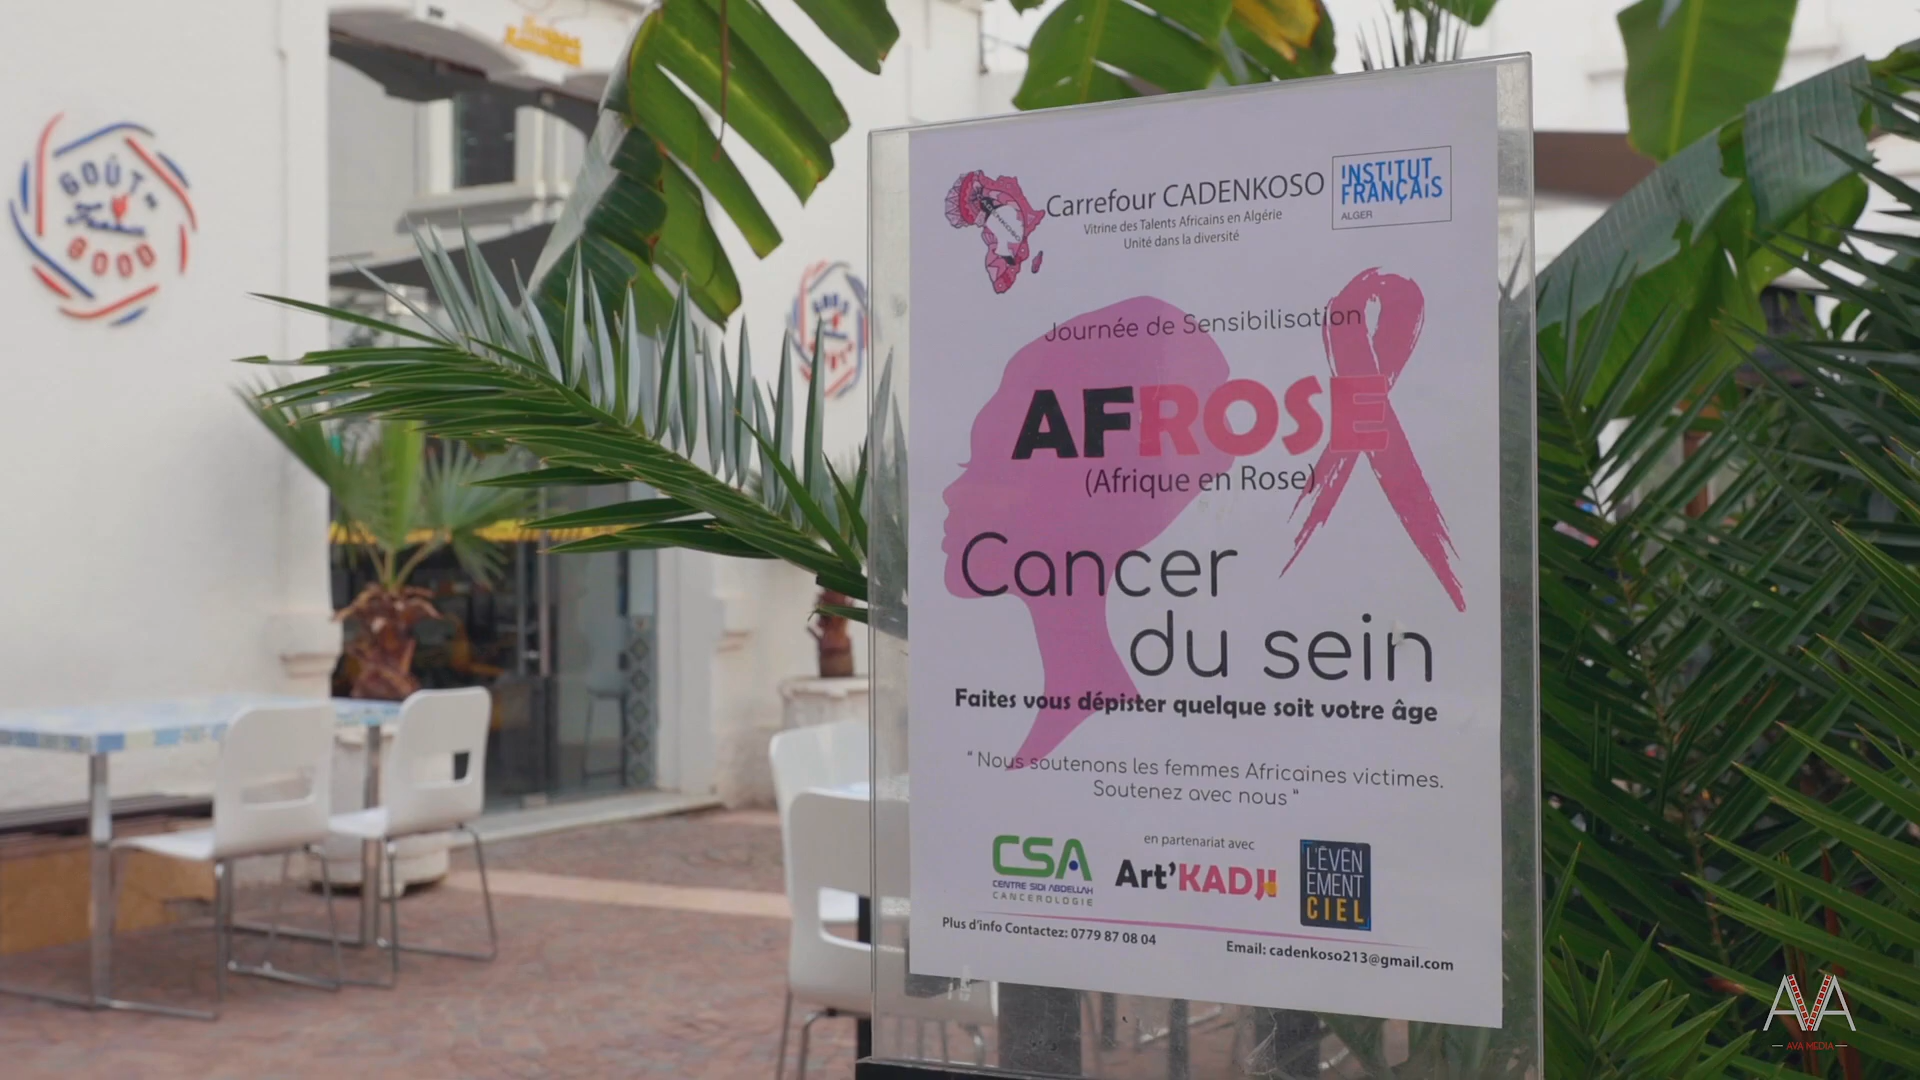 GOÛT
GOOD
Carrefour CADENKOSO
Vitrine des Talents Africains en Algérie
Unité dans la diversité
INSTITUT
FRANÇAIS
ALGER
Journée de Sensibilisation
AFROSE
(Afrique en Rose)
Cancer
du sein
Faites vous dépister quelque soit votre âge
“ Nous soutenons les femmes Africaines victimes.
Soutenez avec nous ”
CSA
CENTRE SIDI ABDELLAH
CANCEROLOGIE
en partenariat avec
Art’KADJI
L'ÉVÉN
EMENT
CIEL
Plus d’info Contactez: 0779 87 08 04
Email: cadenkoso213@gmail.com
AVA
AVA MEDIA